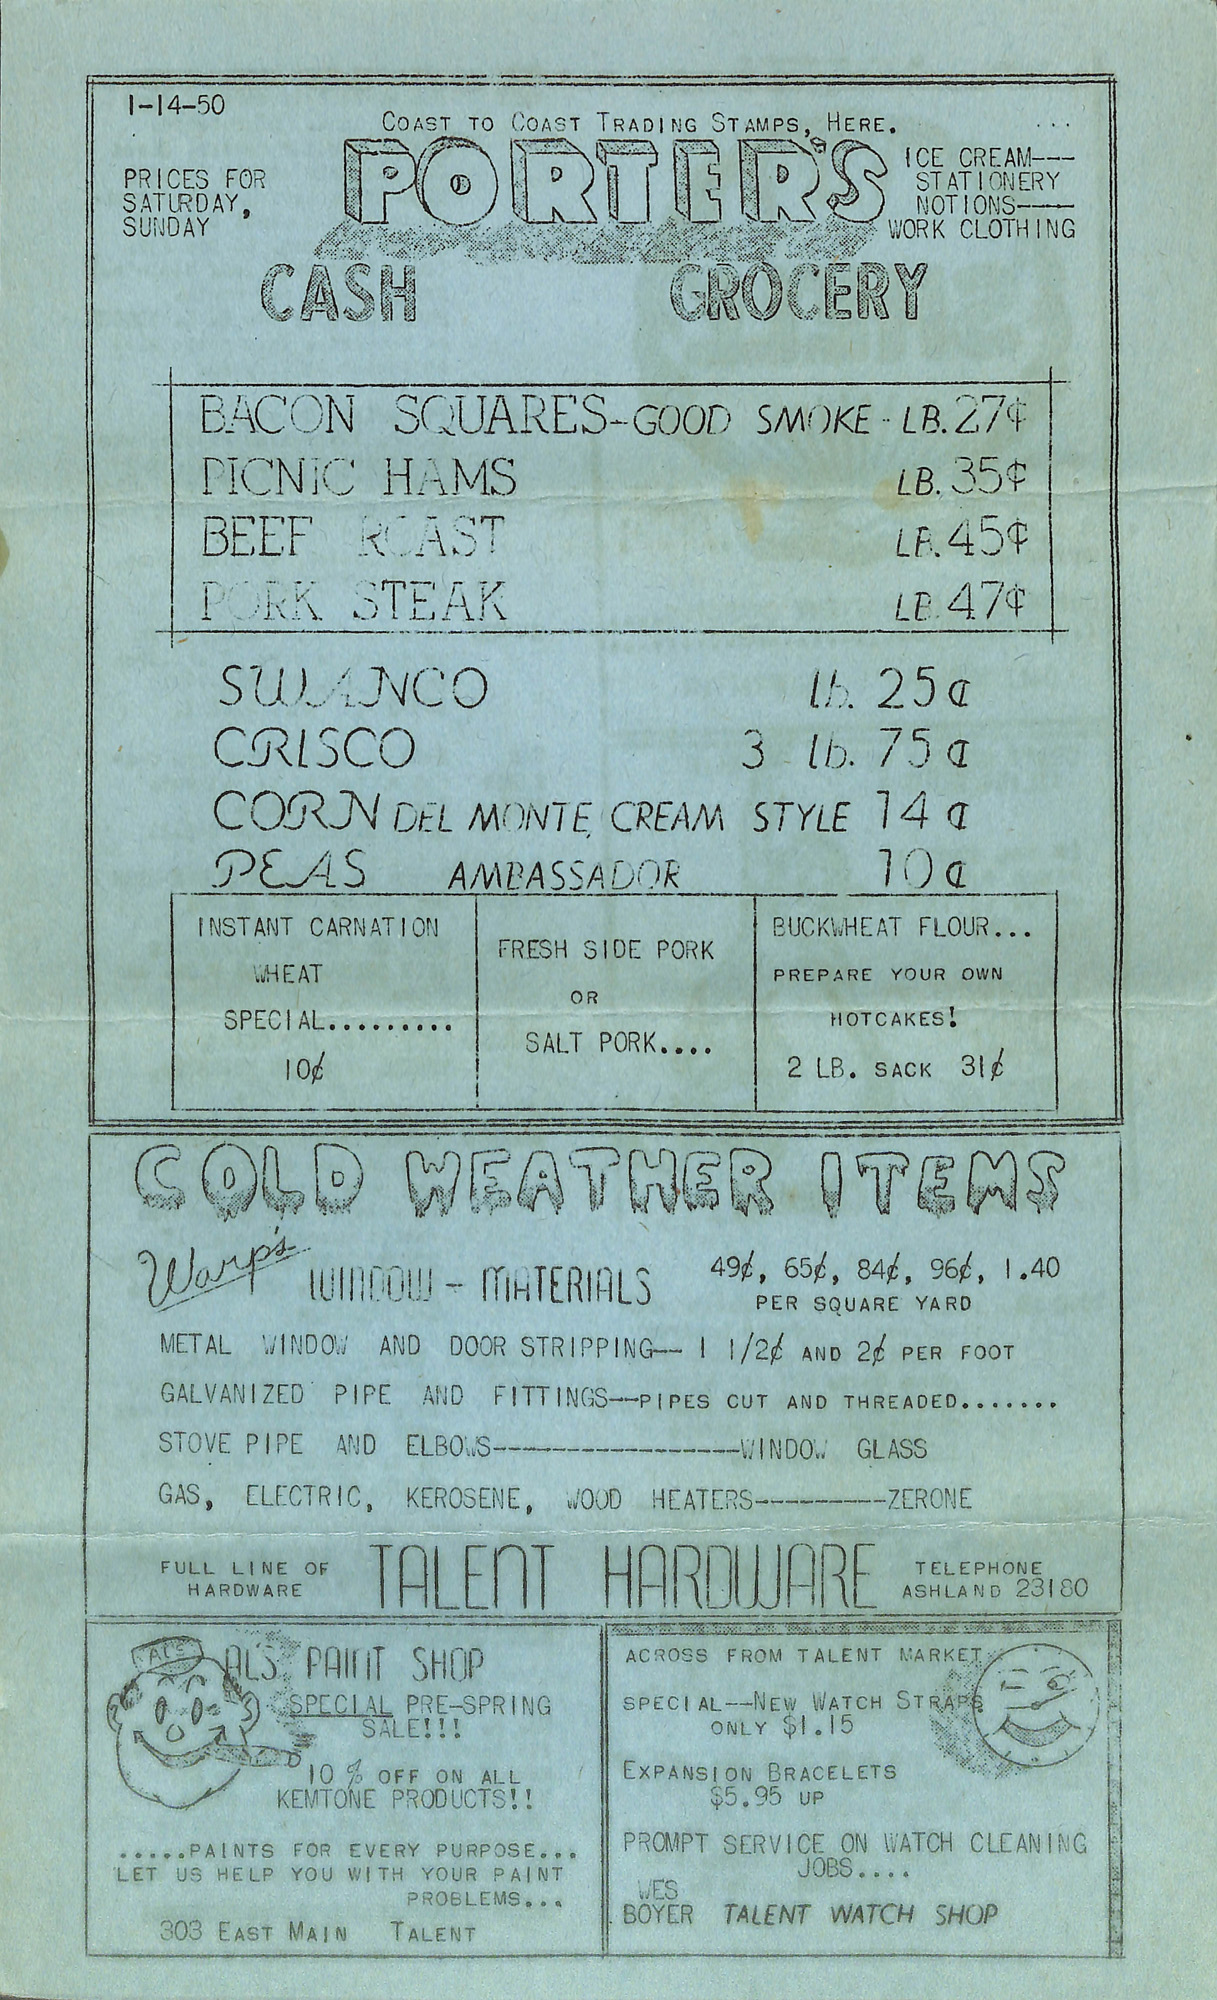 1-14-50
COAST TO COAST TRADING STAMPS, HERE.
PRICES FOR
SATURDAY,
SUNDAY
PORTER'S
ICE CREAM---
STATIONERY
NOTIONS----
WORK CLOTHING
CASH GROCERY
BACON SQUARES-GOOD SMOKE - LB. 27¢
PICNIC HAMS LB. 35¢
BEEF ROAST LB. 45¢
PORK STEAK LB. 47¢
SWANCO lb. 25¢
CRISCO 3 lb. 75¢
CORN DEL MONTE CREAM STYLE 14¢
PEAS AMBASSADOR 10¢
INSTANT CARNATION
WHEAT
SPECIAL.........
10¢
FRESH SIDE PORK
OR
SALT PORK....
BUCKWHEAT FLOUR...
PREPARE YOUR OWN
HOTCAKES!
2 LB. SACK 31¢
COLD WEATHER ITEMS
Warp's WINDOW - MATERIALS 49¢, 65¢, 84¢, 96¢, 1.40
PER SQUARE YARD
METAL WINDOW AND DOOR STRIPPING-- 1 1/2¢ AND 2¢ PER FOOT
GALVANIZED PIPE AND FITTINGS--PIPES CUT AND THREADED.......
STOVE PIPE AND ELBOWS-----------------WINDOW GLASS
GAS, ELECTRIC, KEROSENE, WOOD HEATERS---------ZERONE
FULL LINE OF
HARDWARE
TALENT HARDWARE
TELEPHONE
ASHLAND 23180
AL'S
AL'S PAINT SHOP
SPECIAL PRE-SPRING
SALE!!!
10 % OFF ON ALL
KEMTONE PRODUCTS!!
.....PAINTS FOR EVERY PURPOSE...
LET US HELP YOU WITH YOUR PAINT
PROBLEMS...
303 EAST MAIN TALENT
ACROSS FROM TALENT MARKET
SPECIAL--NEW WATCH STRAPS
ONLY $1.15
EXPANSION BRACELETS
$5.95 UP
PROMPT SERVICE ON WATCH CLEANING
JOBS....
WES
BOYER TALENT WATCH SHOP